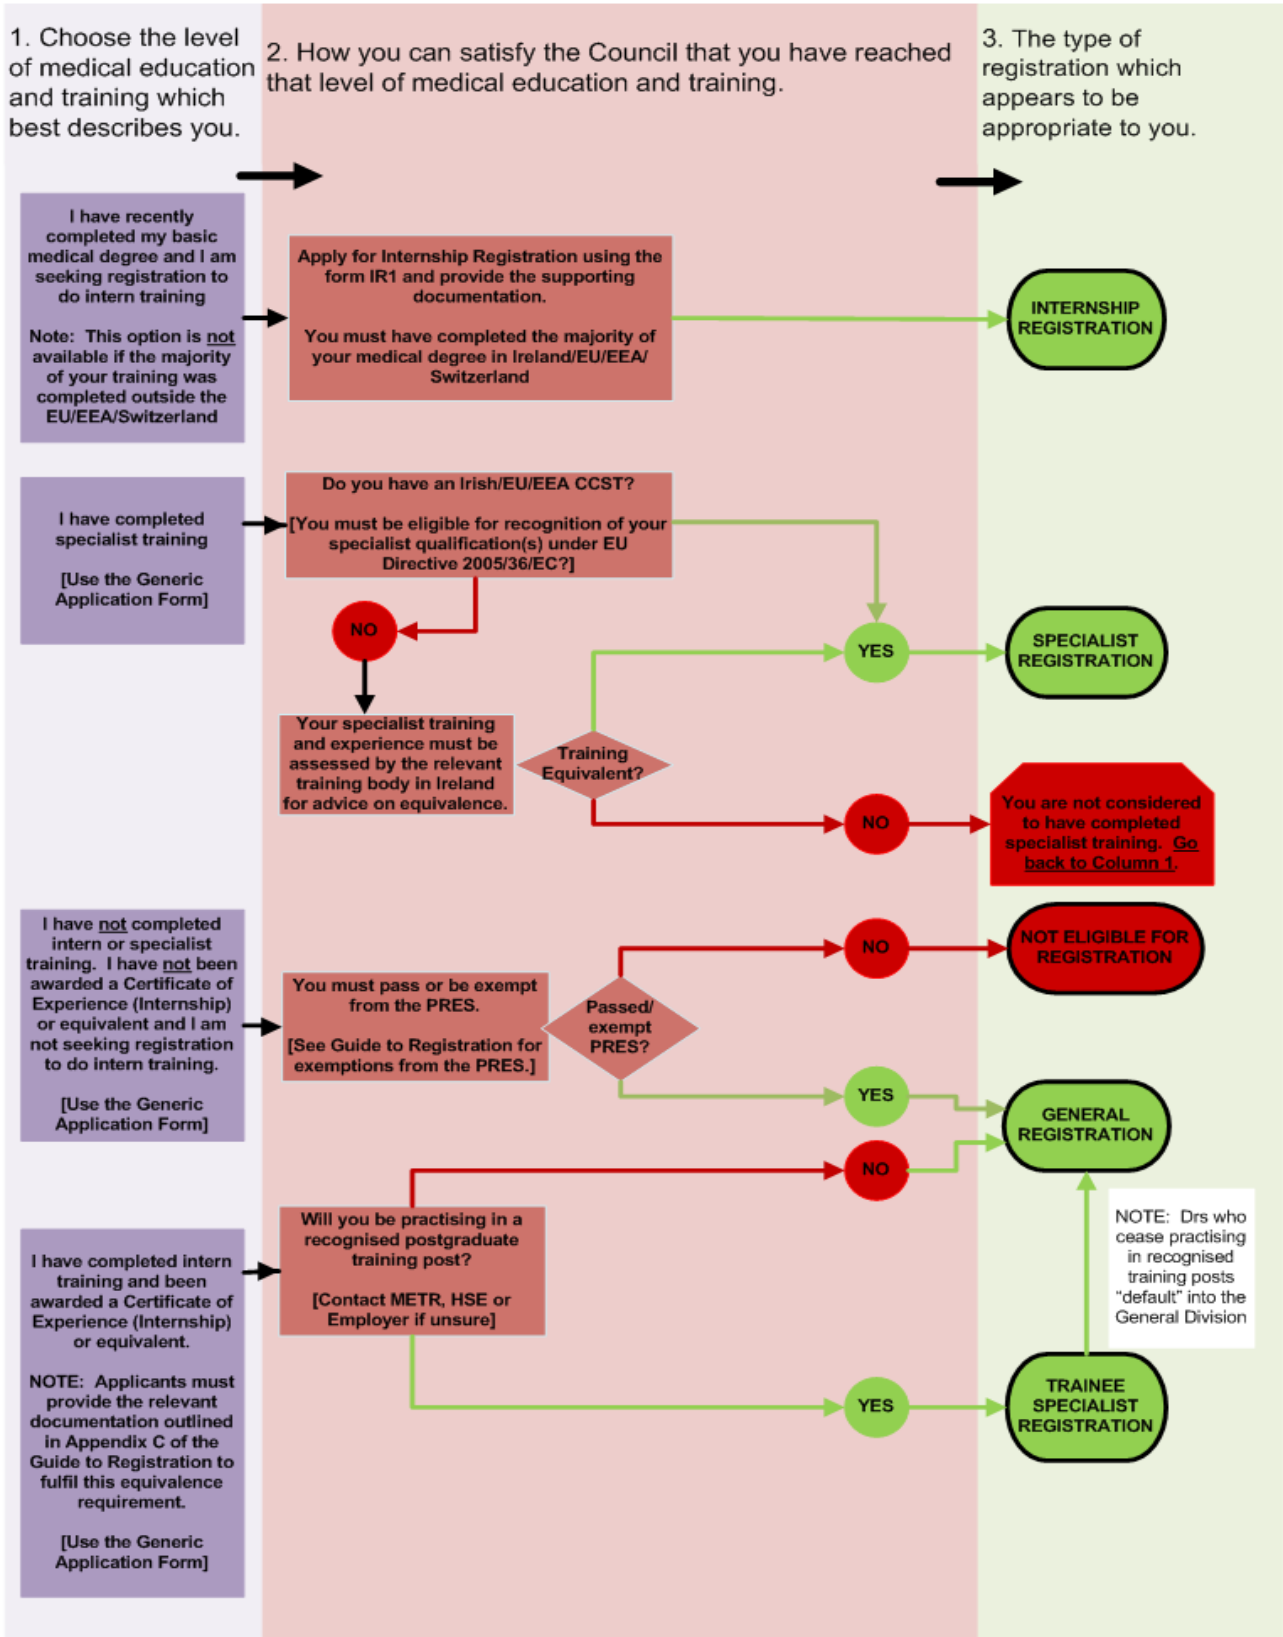 1. Choose the level
of medical education
and training which
best describes you.
2. How you can satisfy the Council that you have reached
that level of medical education and training.
3. The type of
registration which
appears to be
appropriate to you.
I have recently
completed my basic
medical degree and I am
seeking registration to
do intern training
Note: This option is not
available if the majority
of your training was
completed outside the
EU/EEA/Switzerland
Apply for Internship Registration using the
form IR1 and provide the supporting
documentation.
You must have completed the majority of
your medical degree in Ireland/EU/EEA/
Switzerland
INTERNSHIP
REGISTRATION
I have completed
specialist training
[Use the Generic
Application Form]
Do you have an Irish/EU/EEA CCST?
[You must be eligible for recognition of your
specialist qualification(s) under EU
Directive 2005/36/EC?]
NO
YES
SPECIALIST
REGISTRATION
Your specialist training
and experience must be
assessed by the relevant
training body in Ireland
for advice on equivalence.
Training
Equivalent?
NO
You are not considered
to have completed
specialist training. Go
back to Column 1.
I have not completed
intern or specialist
training. I have not been
awarded a Certificate of
Experience (Internship)
or equivalent and I am
not seeking registration
to do intern training.
[Use the Generic
Application Form]
You must pass or be exempt
from the PRES.
[See Guide to Registration for
exemptions from the PRES.]
Passed/
exempt
PRES?
NO
NOT ELIGIBLE FOR
REGISTRATION
YES
GENERAL
REGISTRATION
NO
I have completed intern
training and been
awarded a Certificate of
Experience (Internship)
or equivalent.
NOTE: Applicants must
provide the relevant
documentation outlined
in Appendix C of the
Guide to Registration to
fulfil this equivalence
requirement.
[Use the Generic
Application Form]
Will you be practising in a
recognised postgraduate
training post?
[Contact METR, HSE or
Employer if unsure]
NOTE: Drs who
cease practising
in recognised
training posts
“default” into the
General Division
YES
TRAINEE
SPECIALIST
REGISTRATION